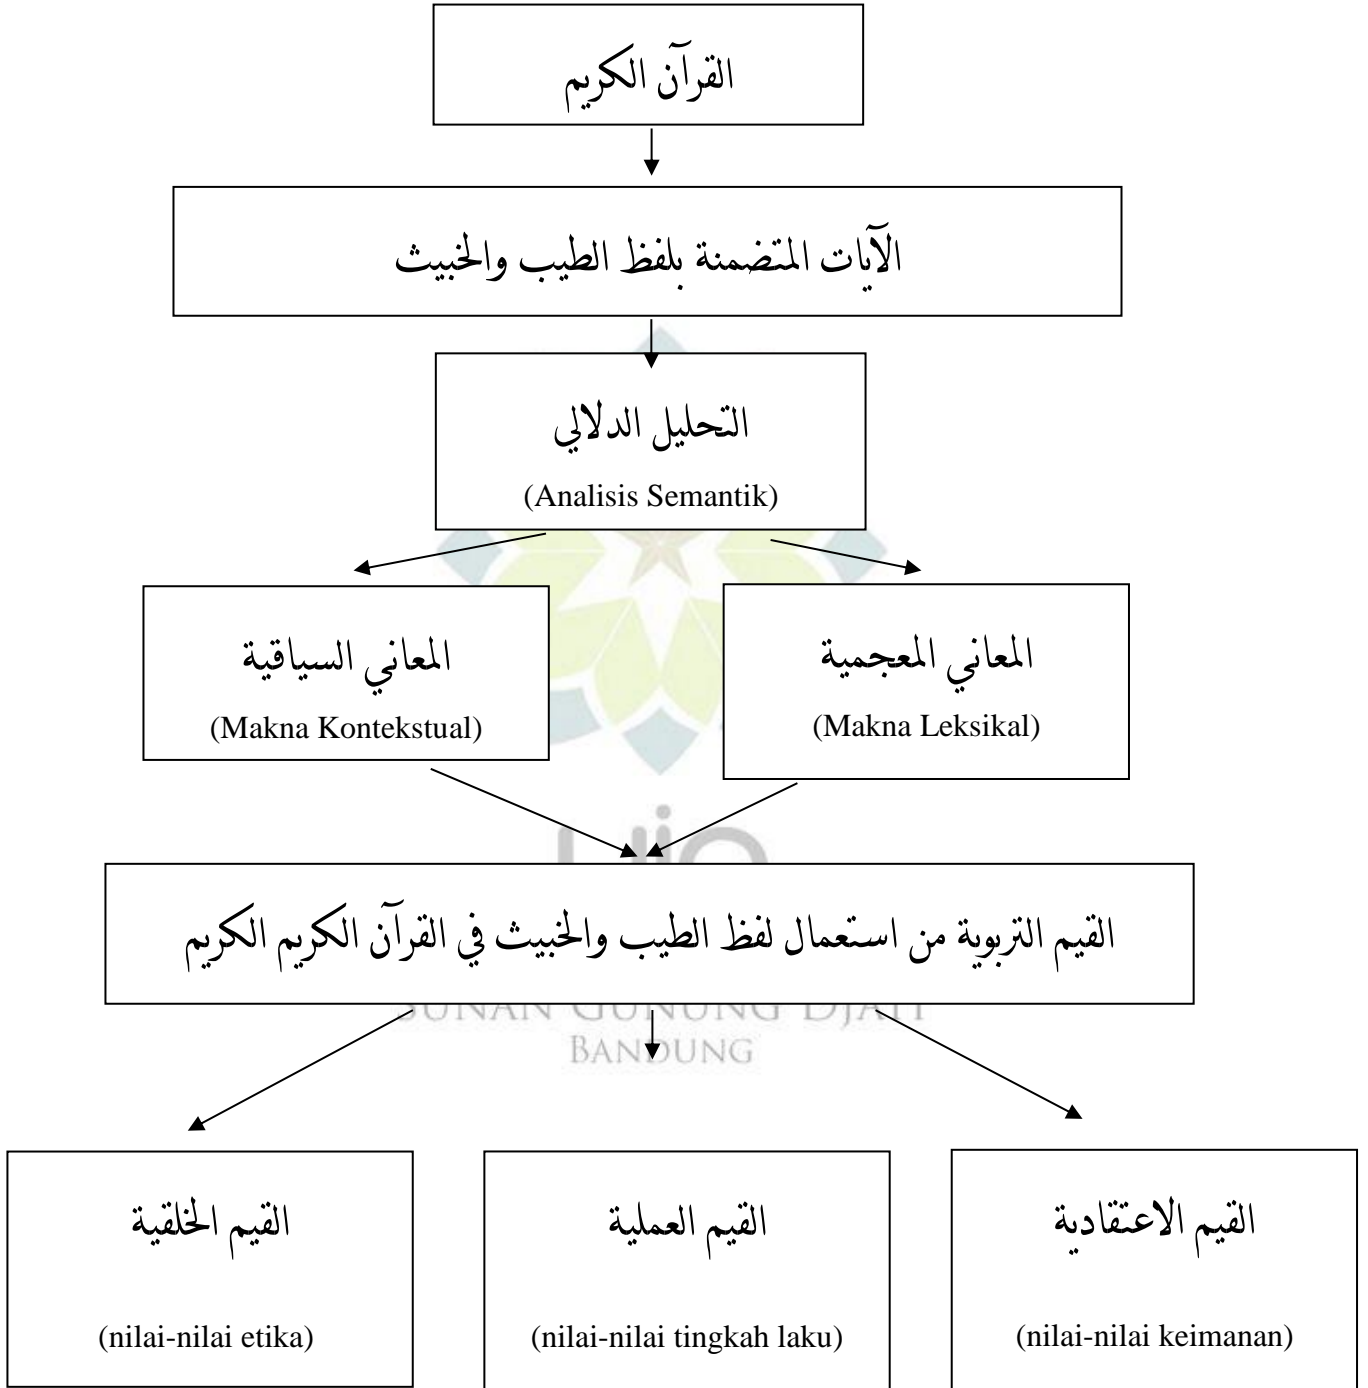 القرآن الكريم
الآيات المتضمنة بلفظ الطيب والخبيث
التحليل الدلالي
(Analisis Semantik)
المعاني المعجمية
(Makna Leksikal)
المعاني السياقية
(Makna Kontekstual)
uin
القيم التربوية من استعمال لفظ الطيب والخبيث في القرآن الكريم الكريم
SUNAN GUNUNG DJATI
BANDUNG
القيم الاعتقادية
(nilai-nilai keimanan)
القيم العملية
(nilai-nilai tingkah laku)
القيم الخلقية
(nilai-nilai etika)